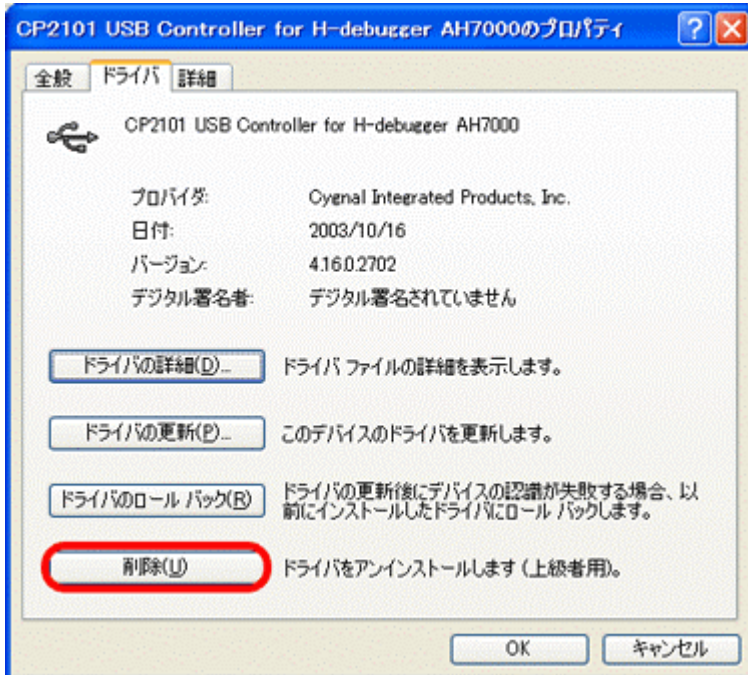 CP2101 USB Controller for H-debugger AH7000のプロパティ
全般 ドライバ 詳細
CP2101 USB Controller for H-debugger AH7000
プロバイダ: Cygnal Integrated Products, Inc.
日付: 2003/10/16
バージョン: 4.16.0.2702
デジタル署名者: デジタル署名されていません
ドライバの詳細(D)... ドライバ ファイルの詳細を表示します。
ドライバの更新(P)... このデバイスのドライバを更新します。
ドライバのロール バック(R) ドライバの更新後にデバイスの認識が失敗する場合、以
前にインストールしたドライバにロール バックします。
削除(U) ドライバをアンインストールします (上級者用)。
OK キャンセル